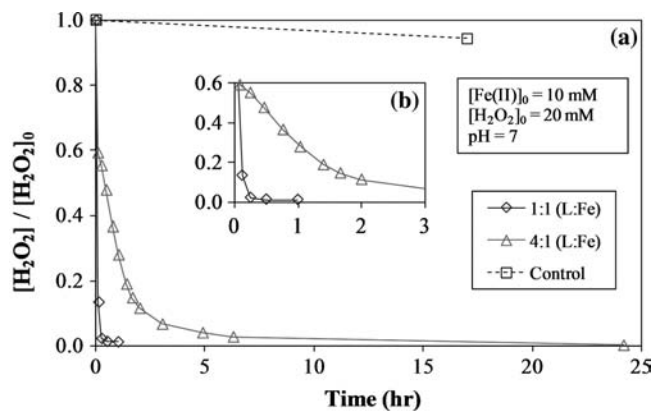 (a)
1.0
0.8
0.6
0.4
0.2
0.0
[H₂O₂] / [H₂O₂]₀
(b)
0.6
0.4
0.2
0.0
0
1
2
3
[Fe(II)]₀ = 10 mM
[H₂O₂]₀ = 20 mM
pH = 7
1:1 (L:Fe)
4:1 (L:Fe)
Control
0
5
10
15
20
25
Time (hr)